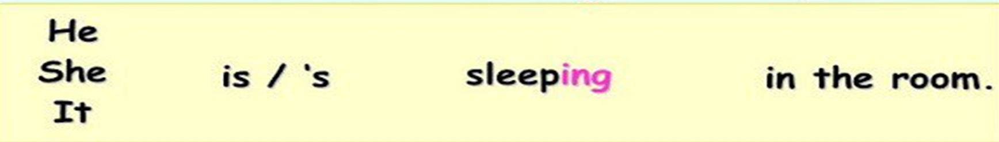 He
She
It
is / 's
sleeping
in the room.